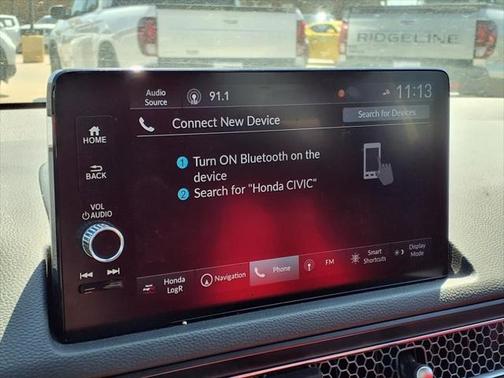 RIDGELINE
Audio
Source
91.1
11:13
Connect New Device
Search for Devices
HOME
BACK
VOL
AUDIO
1 Turn ON Bluetooth on the
device
2 Search for "Honda CIVIC"
Honda
LogR
Navigation
Phone
FM
Smart
Shortcuts
Display
Mode